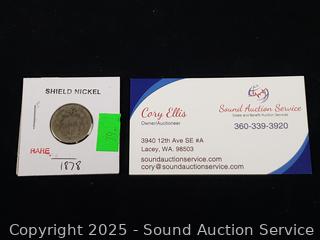 SHIELD NICKEL
RARE
1878
Cory Ellis
Owner/Auctioneer
3940 12th Ave SE #A
Lacey, WA. 98503
soundauctionservice.com
cory@soundauctionservice.com
Sound Auction Service
Estate and Benefit Auction Services
360-339-3920
Copyright 2025 - Sound Auction Service